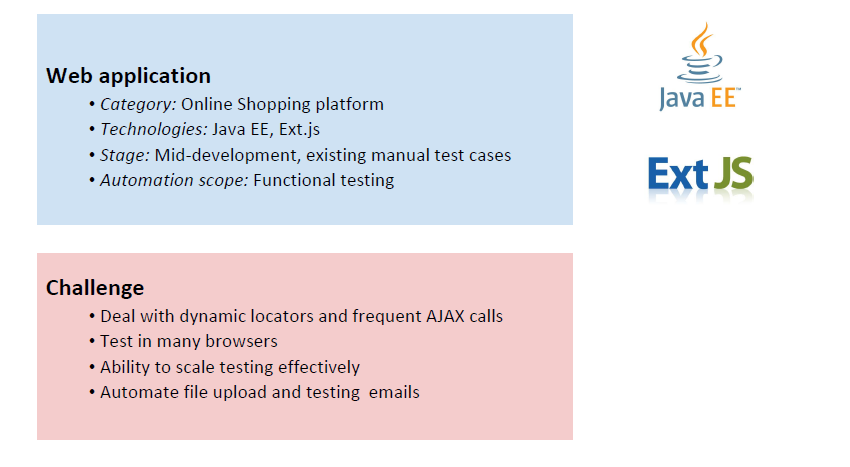 Web application
• Category: Online Shopping platform
• Technologies: Java EE, Ext.js
• Stage: Mid-development, existing manual test cases
• Automation scope: Functional testing
Java EE™
Ext JS
Challenge
• Deal with dynamic locators and frequent AJAX calls
• Test in many browsers
• Ability to scale testing effectively
• Automate file upload and testing  emails